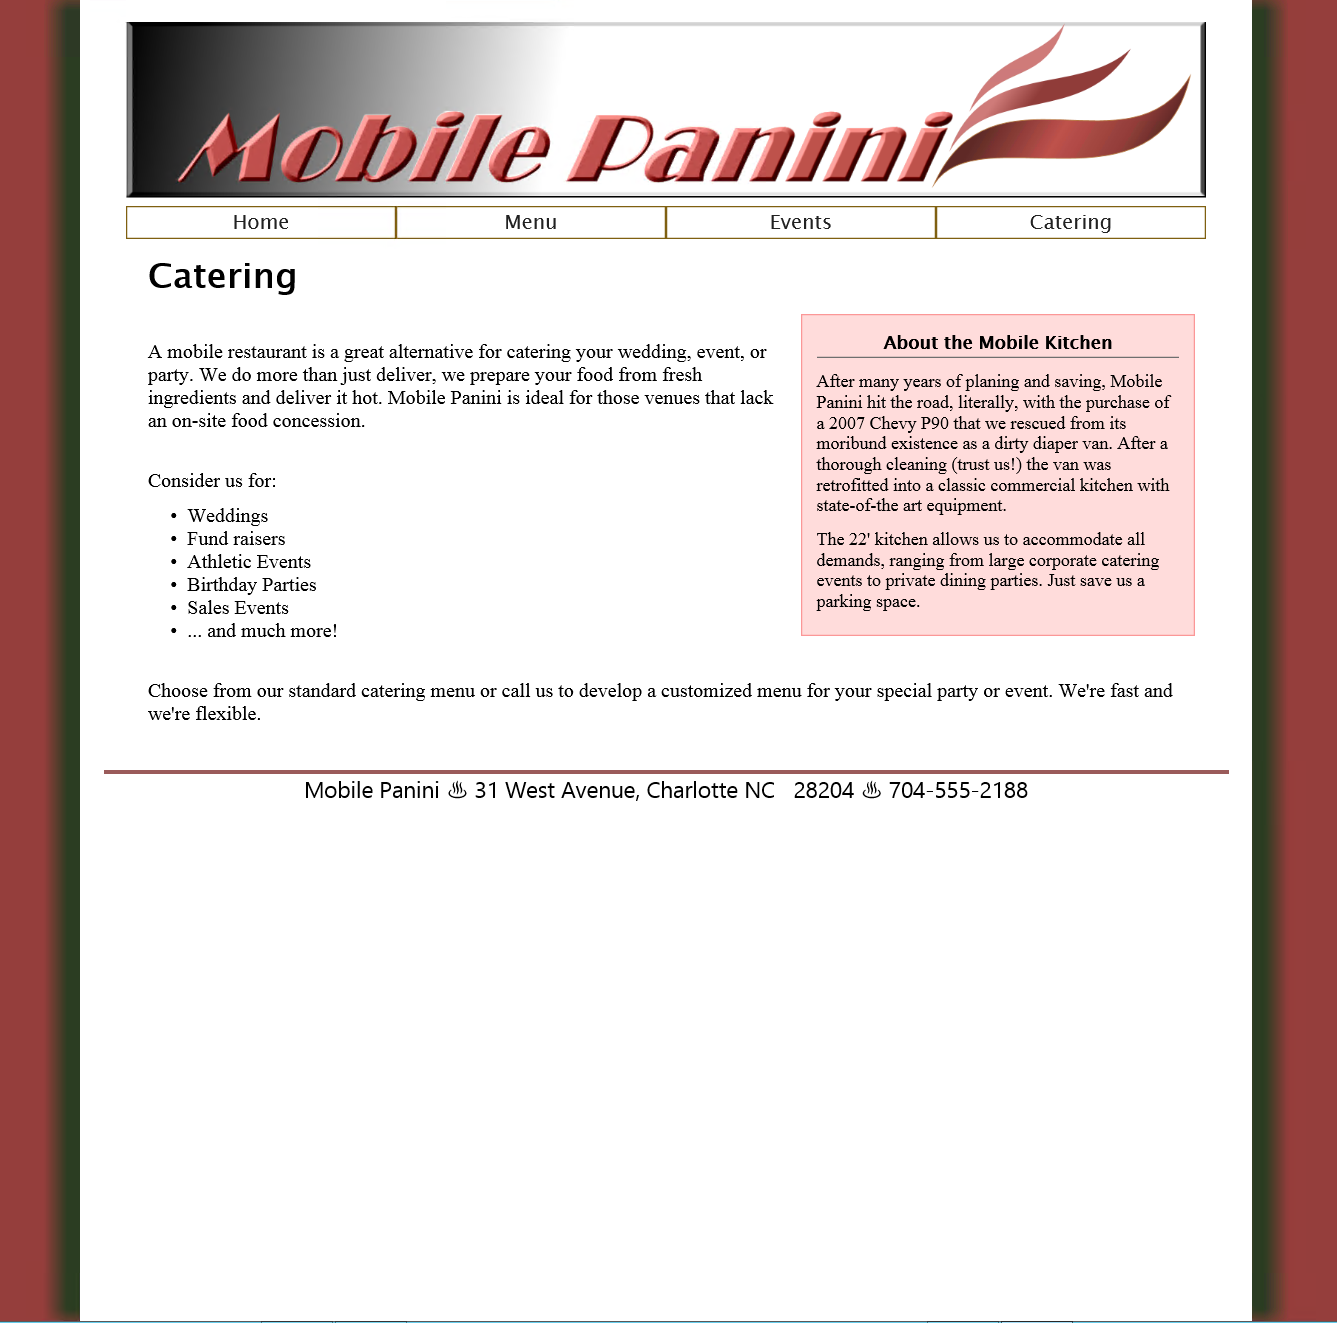 Mobile Panini
Home
Menu
Events
Catering
Catering
A mobile restaurant is a great alternative for catering your wedding, event, or
party. We do more than just deliver, we prepare your food from fresh
ingredients and deliver it hot. Mobile Panini is ideal for those venues that lack
an on-site food concession.
Consider us for:
• Weddings
• Fund raisers
• Athletic Events
• Birthday Parties
• Sales Events
• ... and much more!
About the Mobile Kitchen
After many years of planing and saving, Mobile
Panini hit the road, literally, with the purchase of
a 2007 Chevy P90 that we rescued from its
moribund existence as a dirty diaper van. After a
thorough cleaning (trust us!) the van was
retrofitted into a classic commercial kitchen with
state-of-the art equipment.
The 22' kitchen allows us to accommodate all
demands, ranging from large corporate catering
events to private dining parties. Just save us a
parking space.
Choose from our standard catering menu or call us to develop a customized menu for your special party or event. We're fast and
we're flexible.
Mobile Panini ♨ 31 West Avenue, Charlotte NC   28204 ♨ 704-555-2188